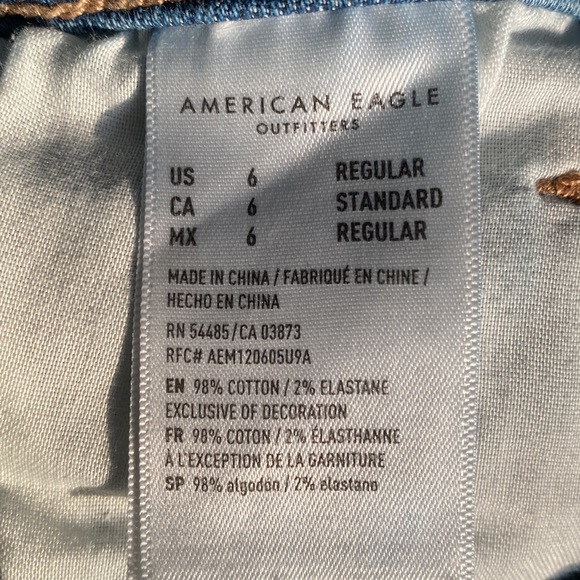 AMERICAN EAGLE
OUTFITTERS
US 6 REGULAR
CA 6 STANDARD
MX 6 REGULAR
MADE IN CHINA / FABRIQUÉ EN CHINE /
HECHO EN CHINA
RN 54485/CA 03873
RFC# AEM120605U9A
EN 98% COTTON / 2% ELASTANE
EXCLUSIVE OF DECORATION
FR 98% COTON / 2% ÉLASTHANNE
À L'EXCEPTION DE LA GARNITURE
SP 98% algodón / 2% elastano